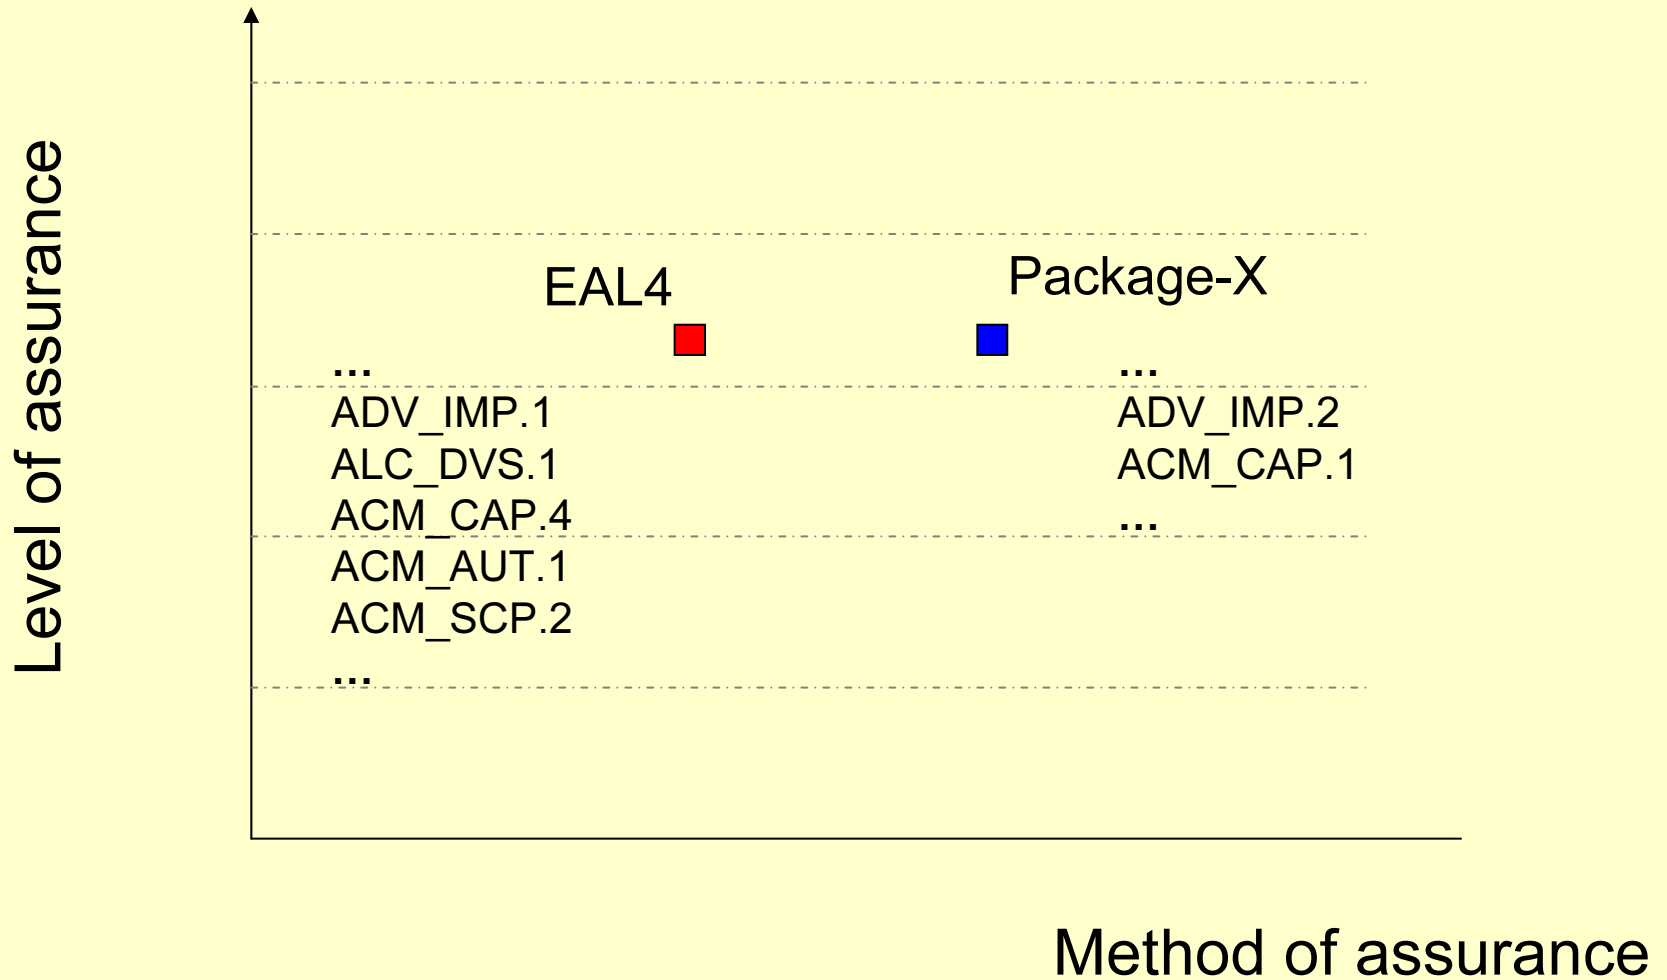 Level of assurance
EAL4
Package-X
...
ADV_IMP.1
ALC_DVS.1
ACM_CAP.4
ACM_AUT.1
ACM_SCP.2
...
...
ADV_IMP.2
ACM_CAP.1
...
Method of assurance